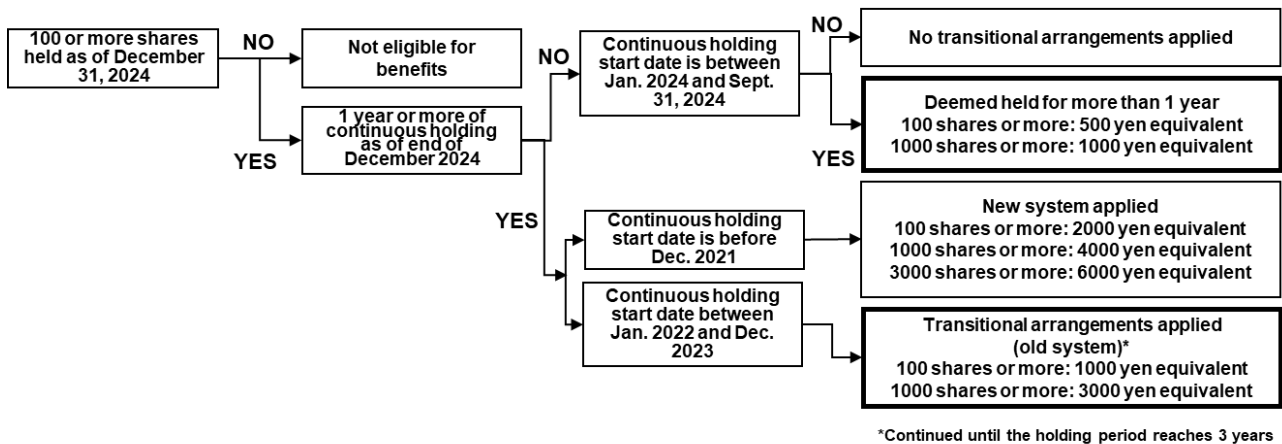 100 or more shares
held as of December
31, 2024
NO
YES
Not eligible for
benefits
1 year or more of
continuous holding
as of end of
December 2024
NO
YES
Continuous holding
start date is between
Jan. 2024 and Sept.
31, 2024
NO
YES
No transitional arrangements applied
Deemed held for more than 1 year
100 shares or more: 500 yen equivalent
1000 shares or more: 1000 yen equivalent
Continuous holding
start date is before
Dec. 2021
New system applied
100 shares or more: 2000 yen equivalent
1000 shares or more: 4000 yen equivalent
3000 shares or more: 6000 yen equivalent
Continuous holding
start date between
Jan. 2022 and Dec.
2023
Transitional arrangements applied
(old system)*
100 shares or more: 1000 yen equivalent
1000 shares or more: 3000 yen equivalent
*Continued until the holding period reaches 3 years